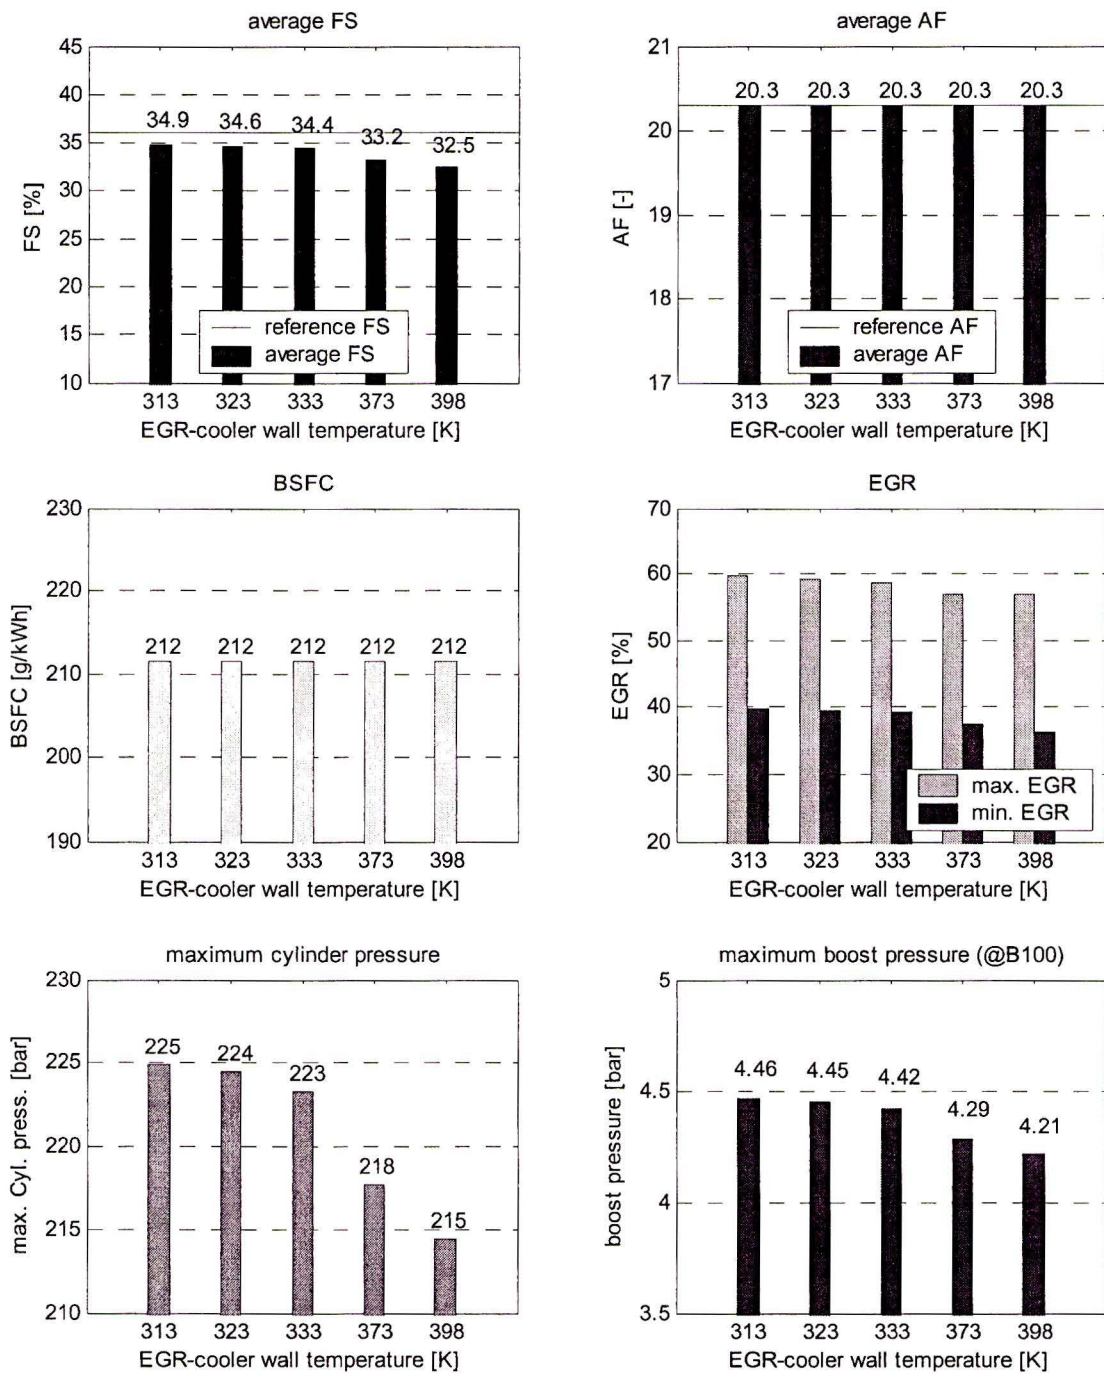 average FS
45
40
35
30
25
20
15
10
FS [%]
34.9 34.6 34.4 33.2 32.5
reference FS
average FS
313 323 333 373 398
EGR-cooler wall temperature [K]
average AF
21
20
19
18
17
AF [-]
20.3 20.3 20.3 20.3 20.3
reference AF
average AF
313 323 333 373 398
EGR-cooler wall temperature [K]
BSFC
230
220
210
200
190
BSFC [g/kWh]
212 212 212 212 212
313 323 333 373 398
EGR-cooler wall temperature [K]
EGR
70
60
50
40
30
20
EGR [%]
max. EGR
min. EGR
313 323 333 373 398
EGR-cooler wall temperature [K]
maximum cylinder pressure
230
225
220
215
210
max. Cyl. press. [bar]
225 224 223 218 215
313 323 333 373 398
EGR-cooler wall temperature [K]
maximum boost pressure (@B100)
5
4.5
4
3.5
boost pressure [bar]
4.46 4.45 4.42 4.29 4.21
313 323 333 373 398
EGR-cooler wall temperature [K]